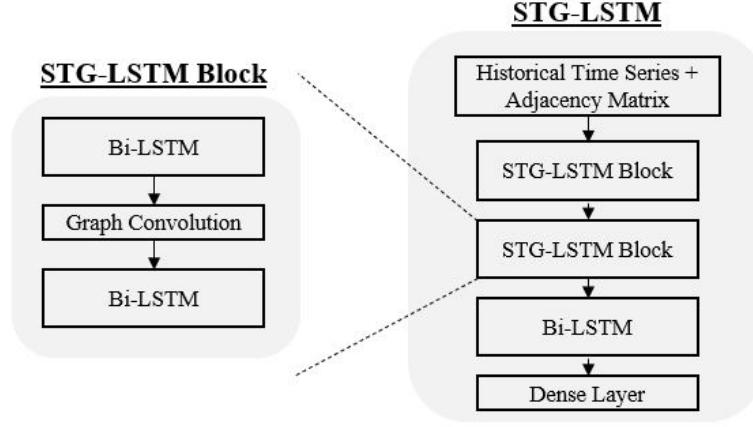 STG-LSTM Block
Bi-LSTM
Graph Convolution
Bi-LSTM
STG-LSTM
Historical Time Series +
Adjacency Matrix
STG-LSTM Block
STG-LSTM Block
Bi-LSTM
Dense Layer